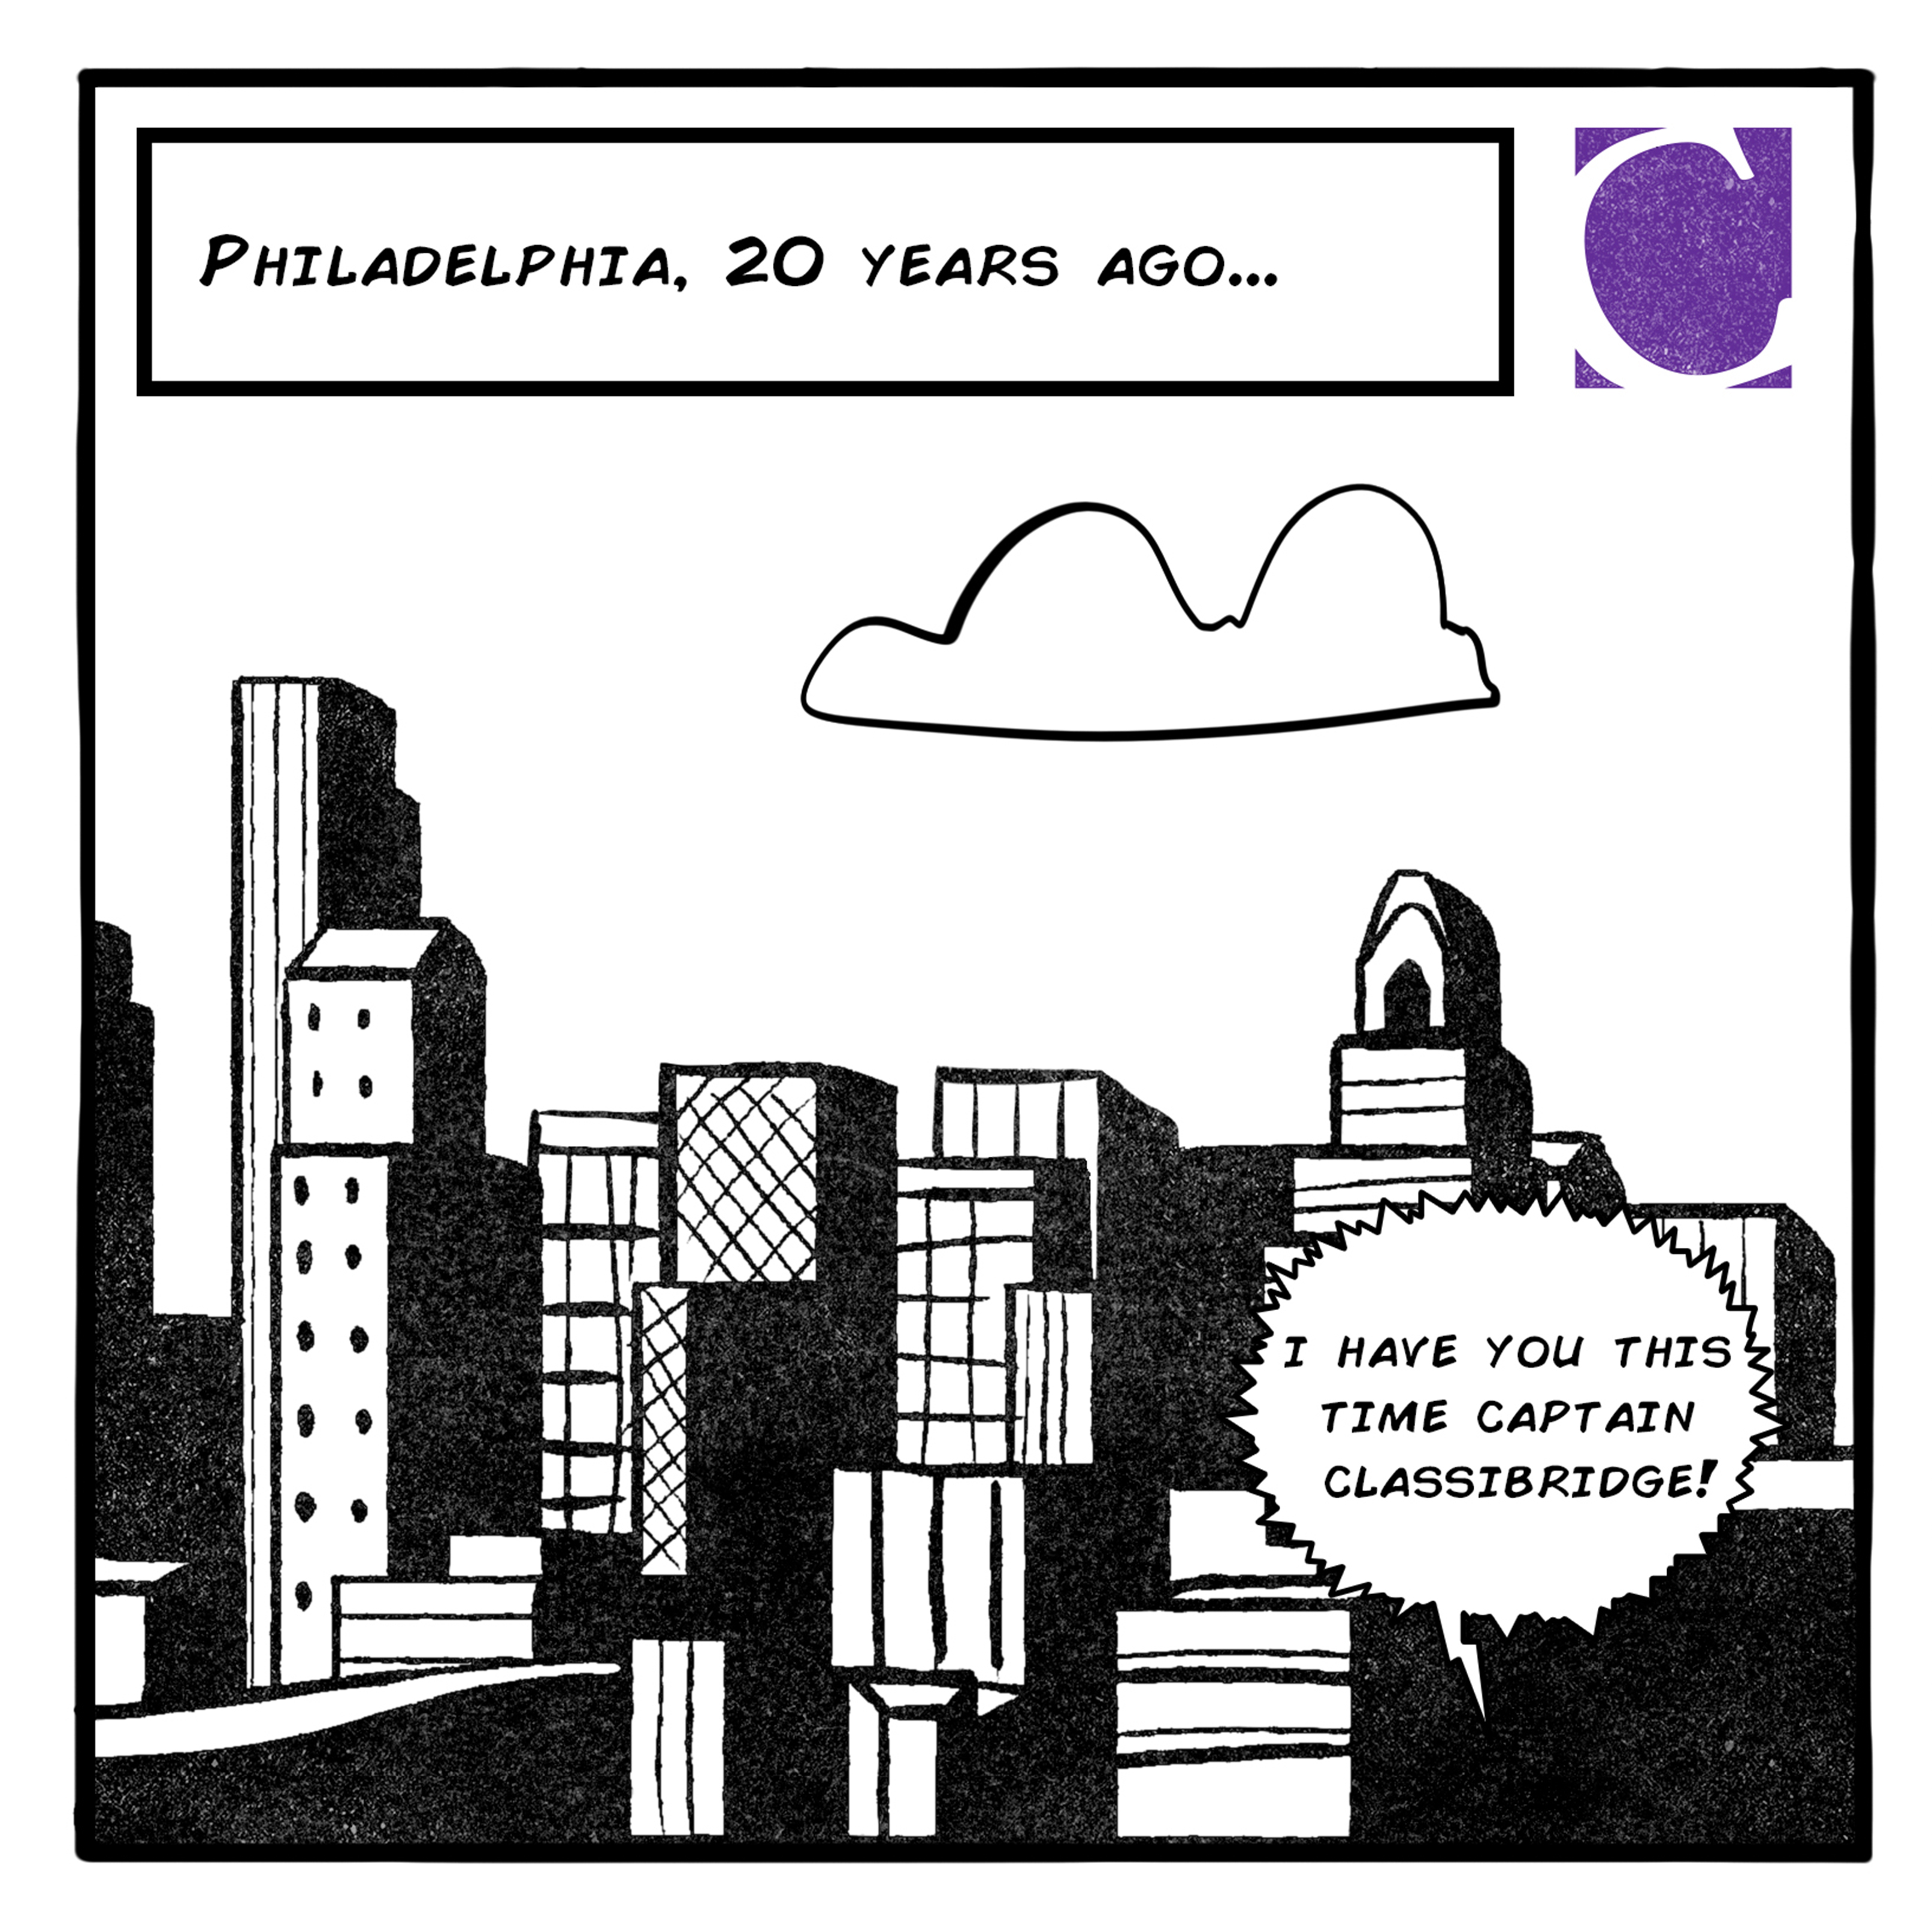 Philadelphia, 20 years ago...
C
I HAVE YOU THIS
TIME CAPTAIN
CLASSIBRIDGE!